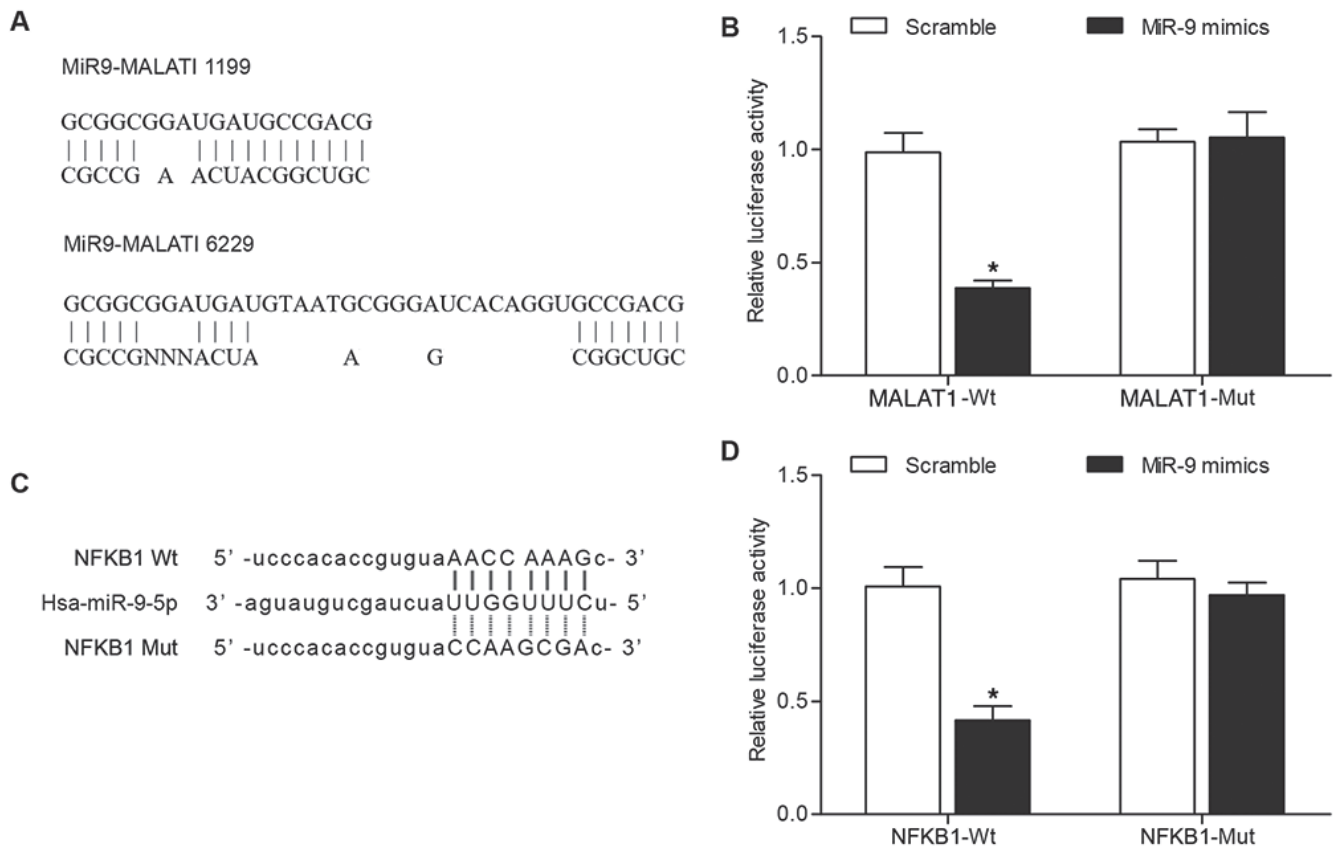 A
MiR9-MALATI 1199
GCGGCGGAUGAUGCCGACG
CGCCG A ACUACGGCUGC
MiR9-MALATI 6229
GCGGCGGAUGAUGTAATGCGGGAUCACAGGUGCCGACG
CGCCGNNNACUA A G CGGCUGC
B
Scramble MiR-9 mimics
Relative luciferase activity
1.5
1.0
0.5
0.0
*
MALAT1-Wt MALAT1-Mut
C
NFKB1 Wt 5' -ucccacaccguguaAACC AAAGc- 3'
Hsa-miR-9-5p 3' -aguaugucgaucuaUUGGUUUCu- 5'
NFKB1 Mut 5' -ucccacaccguguaCCAAGCGAc- 3'
D
Scramble MiR-9 mimics
Relative luciferase activity
1.5
1.0
0.5
0.0
*
NFKB1-Wt NFKB1-Mut